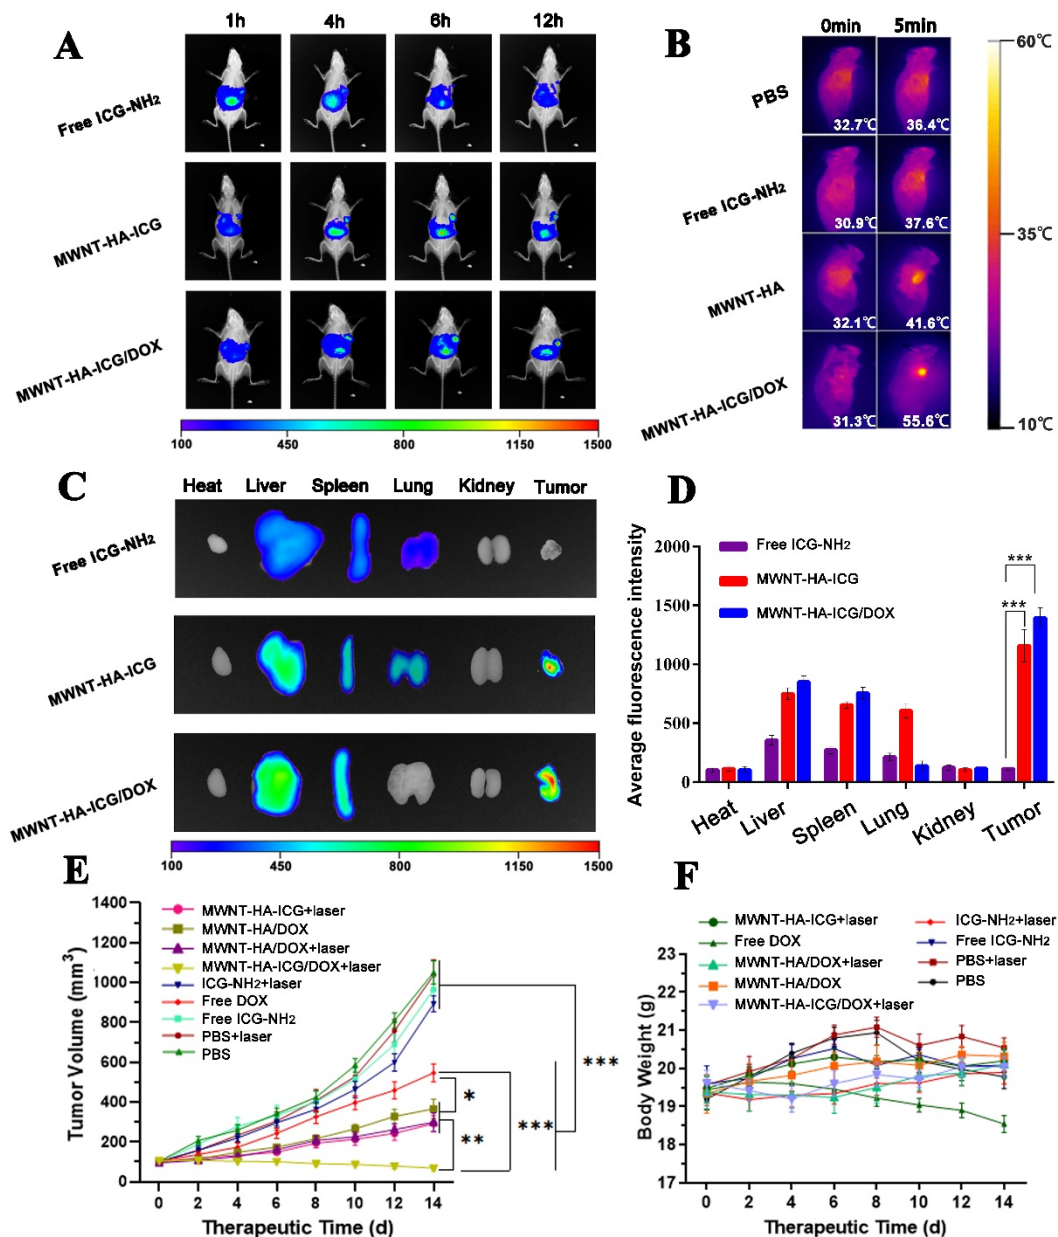 A
1h 4h 6h 12h
Free ICG-NH2
MWNT-HA-ICG
MWNT-HA-ICG/DOX
100 450 800 1150 1500
B
0min 5min
PBS
32.7℃ 36.4℃
Free ICG-NH2
30.9℃ 37.6℃
MWNT-HA
32.1℃ 41.6℃
MWNT-HA-ICG/DOX
31.3℃ 55.6℃
60℃
35℃
10℃
C
Heat Liver Spleen Lung Kidney Tumor
Free ICG-NH2
MWNT-HA-ICG
MWNT-HA-ICG/DOX
100 450 800 1150 1500
D
Average fluorescence intensity
2000
1500
1000
500
0
Free ICG-NH2
MWNT-HA-ICG
MWNT-HA-ICG/DOX
***
***
Heat Liver Spleen Lung Kidney Tumor
E
Tumor Volume (mm3)
1400
1200
1000
800
600
400
200
0
MWNT-HA-ICG+laser
MWNT-HA/DOX
MWNT-HA/DOX+laser
MWNT-HA-ICG/DOX+laser
ICG-NH2+laser
Free DOX
Free ICG-NH2
PBS+laser
PBS
***
*
***
**
0 2 4 6 8 10 12 14
Therapeutic Time (d)
F
Body Weight (g)
23
22
21
20
19
18
17
MWNT-HA-ICG+laser
Free DOX
MWNT-HA/DOX+laser
MWNT-HA/DOX
MWNT-HA-ICG/DOX+laser
ICG-NH2+laser
Free ICG-NH2
PBS+laser
PBS
0 2 4 6 8 10 12 14
Therapeutic Time (d)